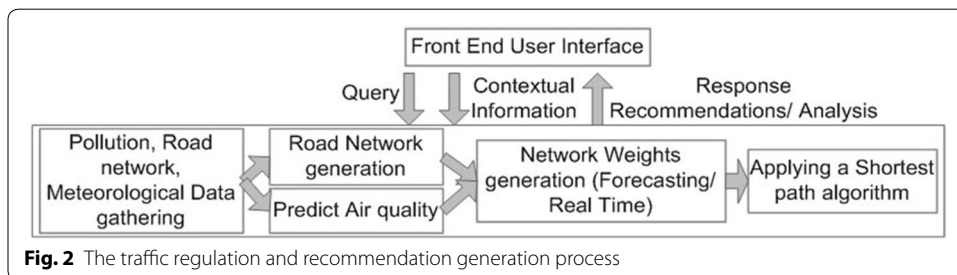 Front End User Interface
Query
Contextual
Information
Response
Recommendations/ Analysis
Pollution, Road
network,
Meteorological Data
gathering
Road Network
generation
Predict Air quality
Network Weights
generation (Forecasting/
Real Time)
Applying a Shortest
path algorithm
Fig. 2 The traffic regulation and recommendation generation process